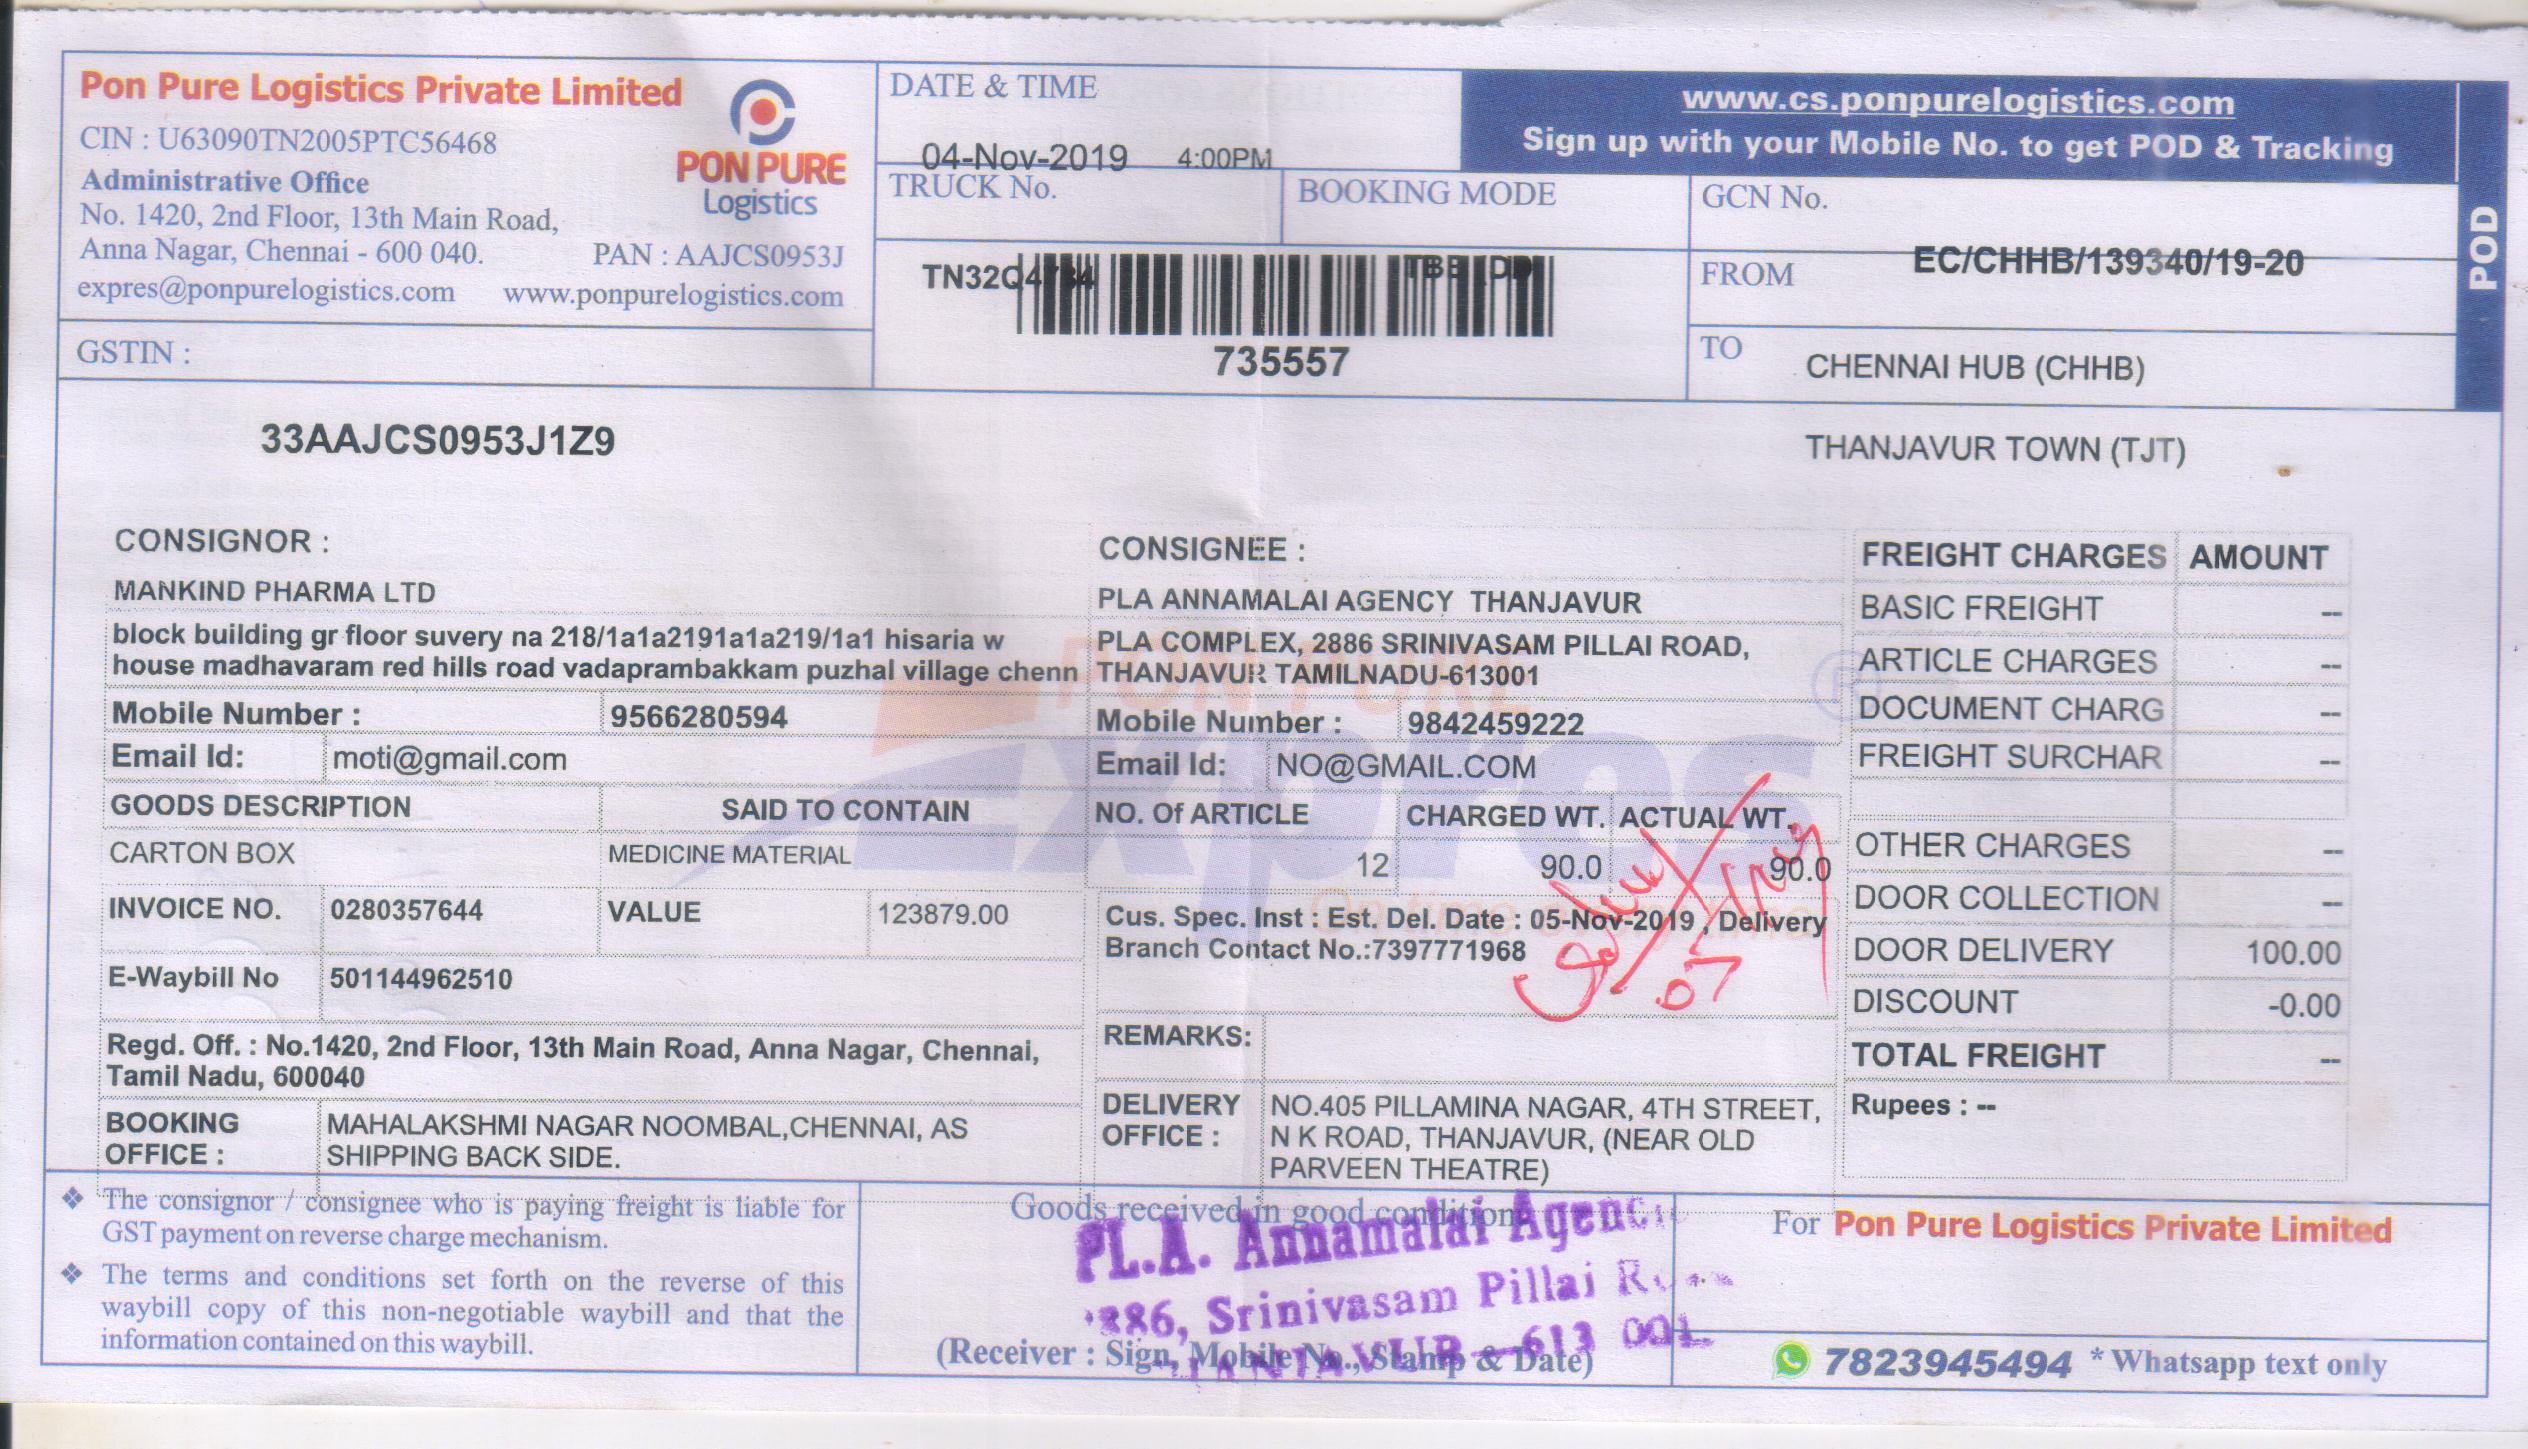 Pon Pure Logistics Private Limited
CIN : U63090TN2005PTC56468
Administrative Office
No. 1420, 2nd Floor, 13th Main Road,
Anna Nagar, Chennai - 600 040. PAN : AAJCS0953J
expres@ponpurelogistics.com www.ponpurelogistics.com
PON PURE
Logistics
GSTIN :
33AAJCS0953J1Z9
DATE & TIME
04-Nov-2019 4:00PM
www.cs.ponpurelogistics.com
Sign up with your Mobile No. to get POD & Tracking
POD
TRUCK No. BOOKING MODE GCN No.
EC/CHHB/139340/19-20
TN32Q4734
735557
FROM
CHENNAI HUB (CHHB)
TO
THANJAVUR TOWN (TJT)
CONSIGNOR :
MANKIND PHARMA LTD
block building gr floor suvery na 218/1a1a2191a1a219/1a1 hisaria w
house madhavaram red hills road vadaprambakkam puzhal village chenn
Mobile Number : 9566280594
Email Id: moti@gmail.com
GOODS DESCRIPTION SAID TO CONTAIN
CARTON BOX MEDICINE MATERIAL
INVOICE NO. 0280357644 VALUE 123879.00
E-Waybill No 501144962510
Regd. Off. : No.1420, 2nd Floor, 13th Main Road, Anna Nagar, Chennai,
Tamil Nadu, 600040
BOOKING OFFICE : MAHALAKSHMI NAGAR NOOMBAL,CHENNAI, AS
SHIPPING BACK SIDE.
CONSIGNEE :
PLA ANNAMALAI AGENCY THANJAVUR
PLA COMPLEX, 2886 SRINIVASAM PILLAI ROAD,
THANJAVUR TAMILNADU-613001
Mobile Number : 9842459222
Email Id: NO@GMAIL.COM
NO. Of ARTICLE CHARGED WT. ACTUAL WT.
12 90.0 90.0
Cus. Spec. Inst : Est. Del. Date : 05-Nov-2019 , Delivery
Branch Contact No.:7397771968
REMARKS:
DELIVERY OFFICE : NO.405 PILLAMINA NAGAR, 4TH STREET,
N K ROAD, THANJAVUR, (NEAR OLD
PARVEEN THEATRE)
PON PURE
Expres
FREIGHT CHARGES AMOUNT
BASIC FREIGHT --
ARTICLE CHARGES --
DOCUMENT CHARG --
FREIGHT SURCHAR --
OTHER CHARGES --
DOOR COLLECTION --
DOOR DELIVERY 100.00
DISCOUNT -0.00
TOTAL FREIGHT --
Rupees : --
❖ The consignor / consignee who is paying freight is liable for
GST payment on reverse charge mechanism.
❖ The terms and conditions set forth on the reverse of this
waybill copy of this non-negotiable waybill and that the
information contained on this waybill.
Goods received in good condition
PL.A. Annamalai
Srinivasam Pillai
613 001.
(Receiver : Sign, Mobile No., Stamp & Date)
For Pon Pure Logistics Private Limited
7823945494 * Whatsapp text only